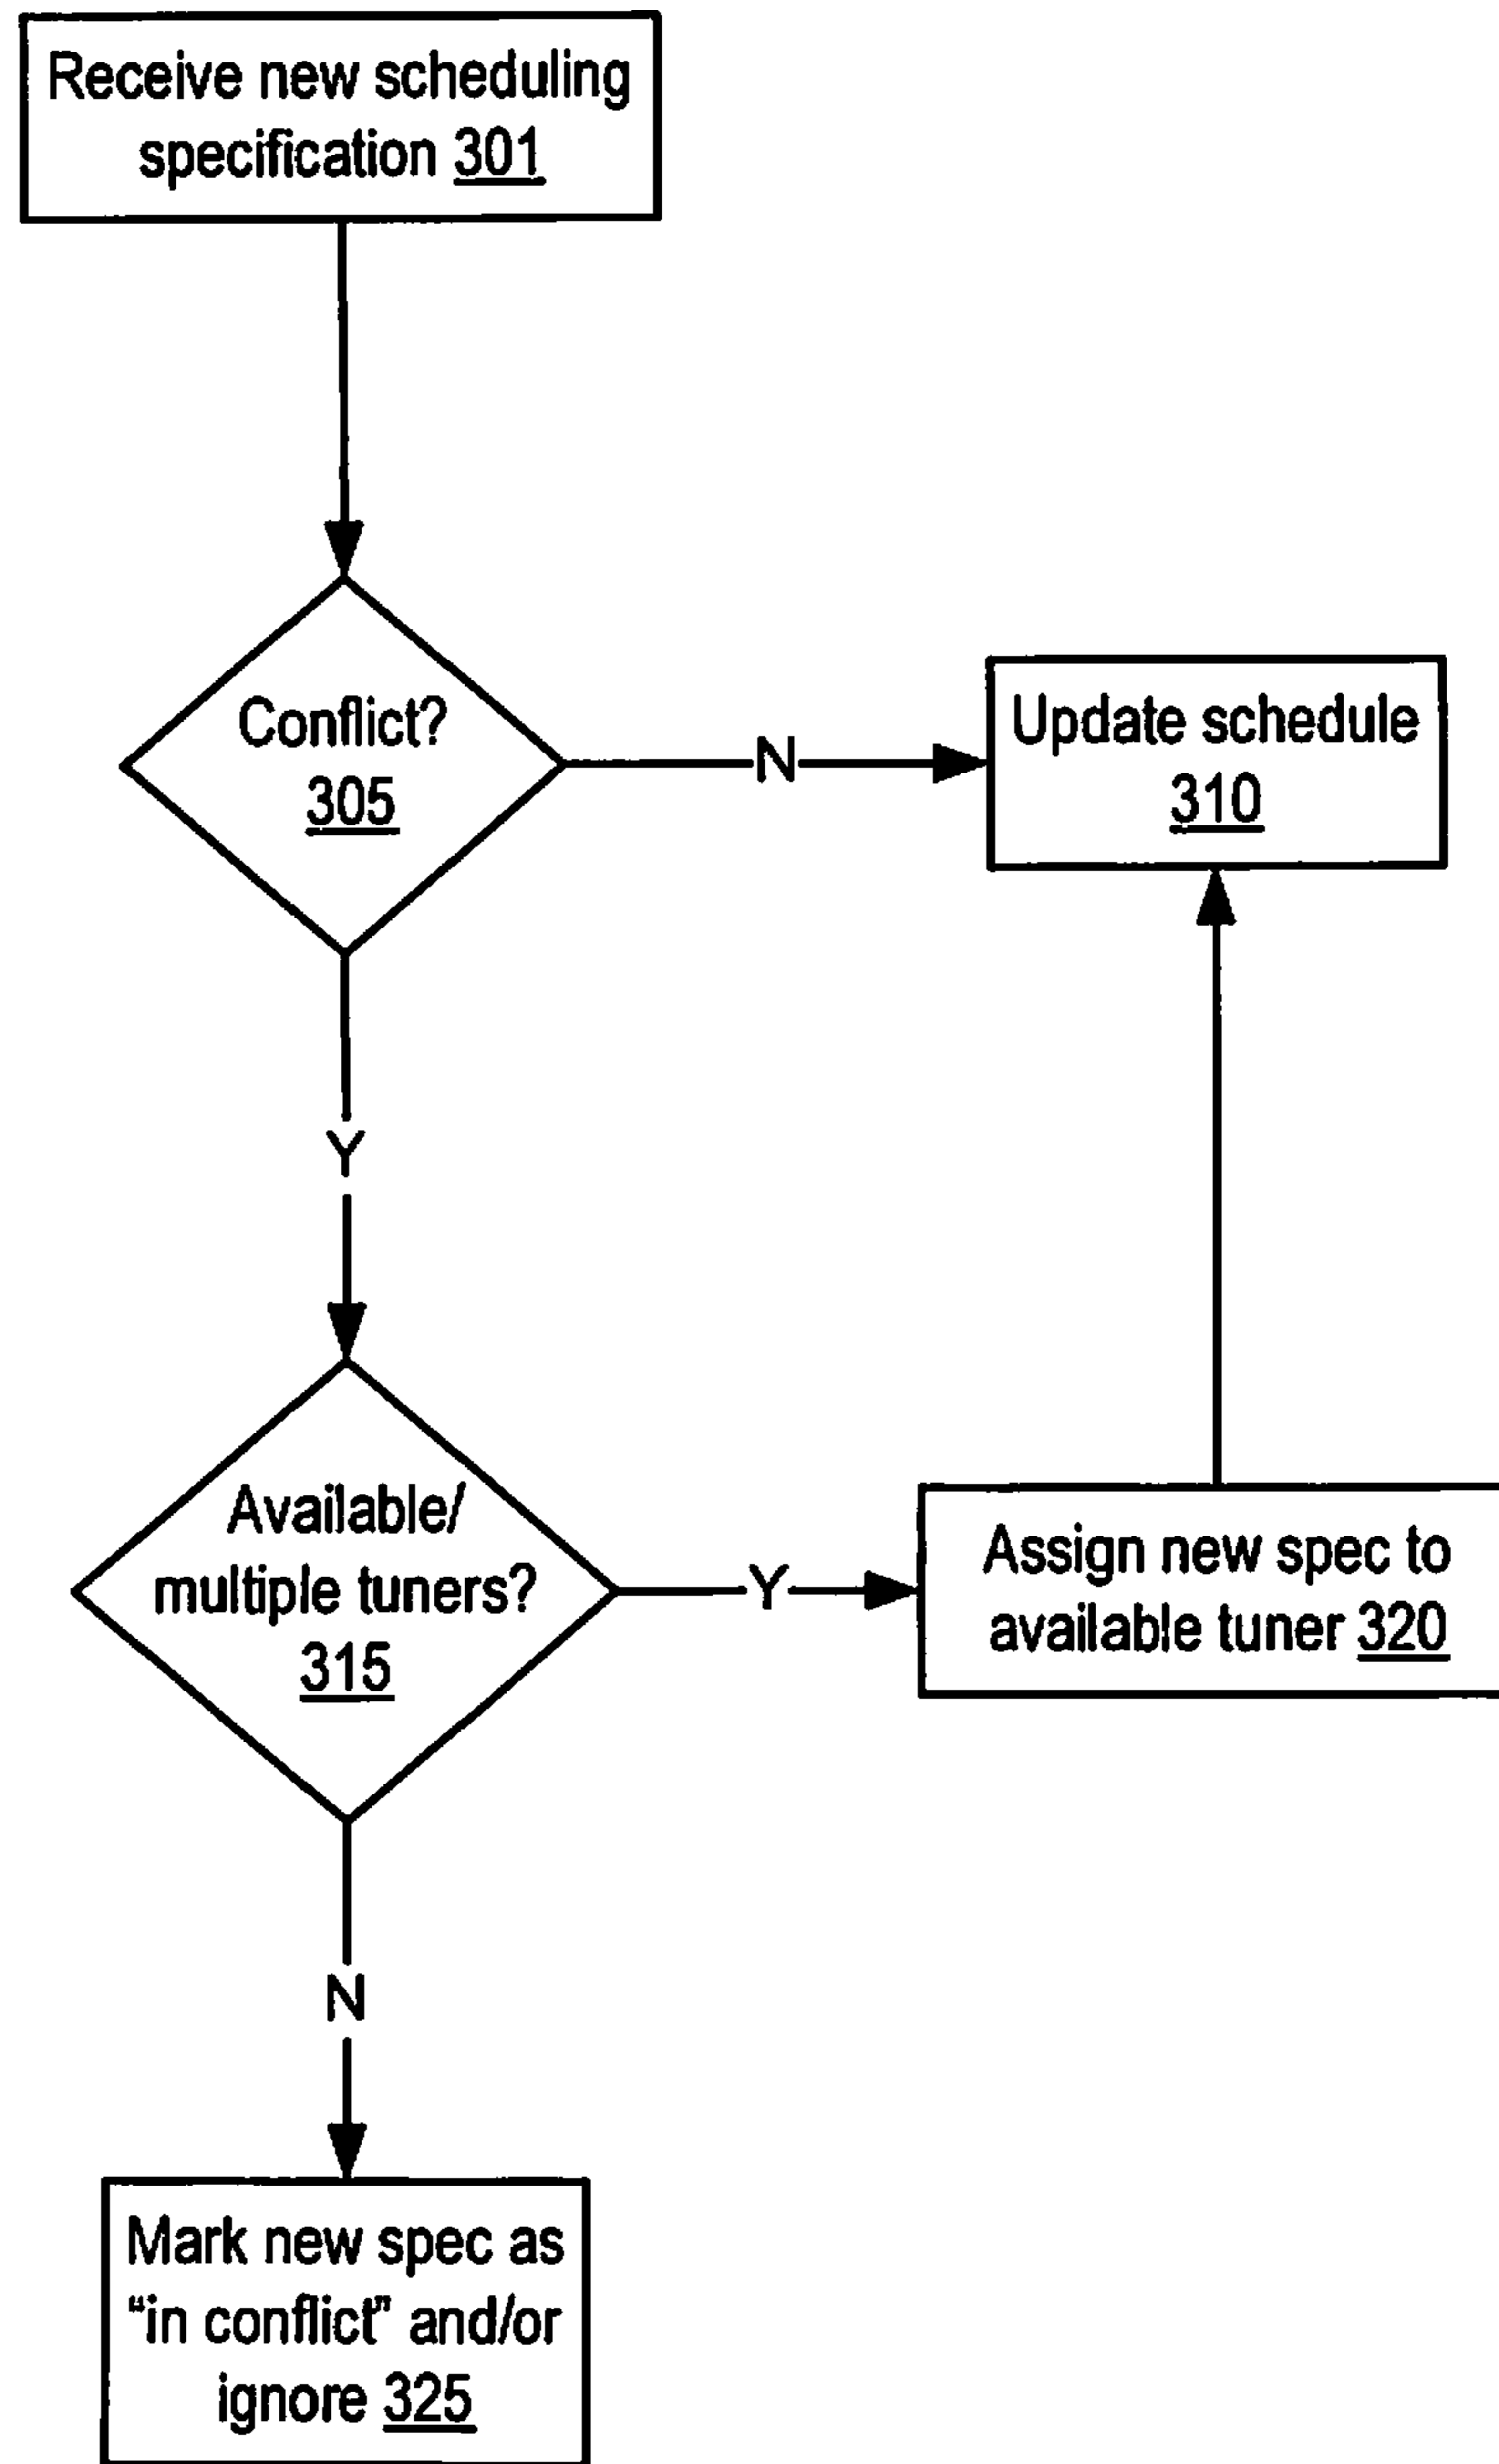 Receive new scheduling
specification 301
Conflict?
305
N
Update schedule
310
Y
Available/
multiple tuners?
315
Y
Assign new spec to
available tuner 320
N
Mark new spec as
“in conflict” and/or
ignore 325